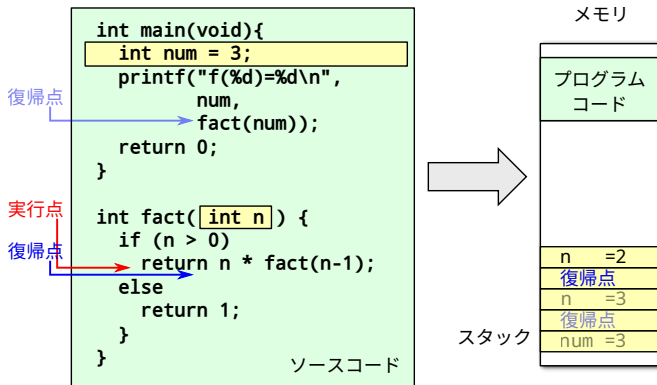 メモリ
int main(void){
int num = 3;
printf("f(%d)=%d\n",
num,
fact(num));
return 0;
}
復帰点
int fact( int n ) {
if (n > 0)
return n * fact(n-1);
else
return 1;
}
}
実行点
復帰点
ソースコード
プログラム
コード
n =2
復帰点
n =3
復帰点
num =3
スタック